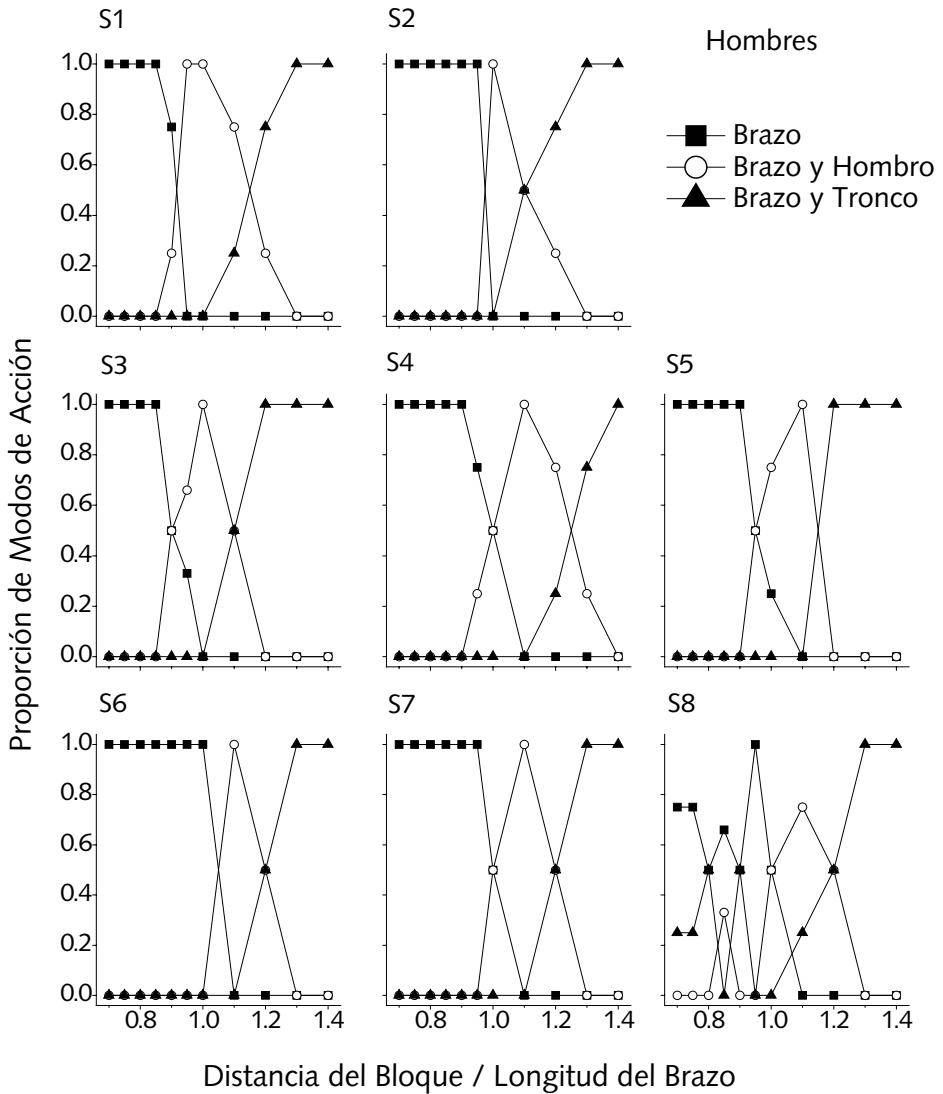 S1
S2
Hombres
Brazo
Brazo y Hombro
Brazo y Tronco
1.0
0.8
0.6
0.4
0.2
0.0
S3
S4
S5
1.0
0.8
0.6
0.4
0.2
0.0
Proporción de Modos de Acción
S6
S7
S8
1.0
0.8
0.6
0.4
0.2
0.0
0.8 1.0 1.2 1.4
0.8 1.0 1.2 1.4
0.8 1.0 1.2 1.4
Distancia del Bloque / Longitud del Brazo